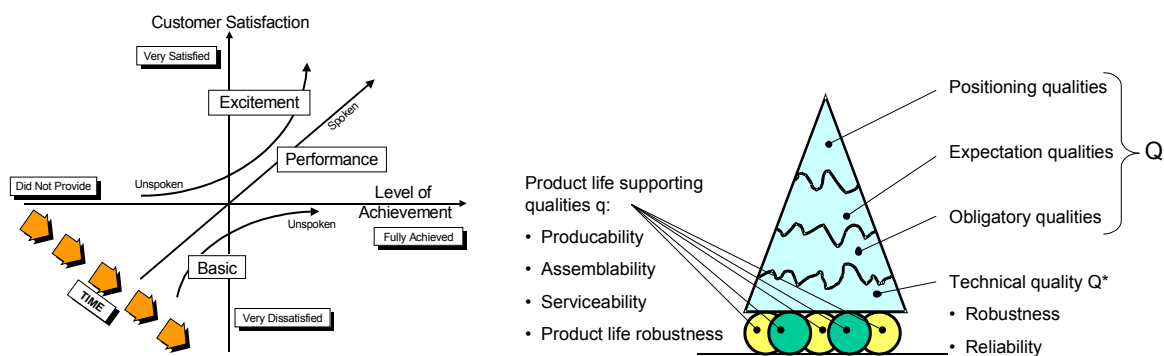 Customer Satisfaction
Very Satisfied
Excitement
Spoken
Performance
Did Not Provide
Unspoken
Level of
Achievement
Unspoken
Fully Achieved
Basic
TIME
Very Dissatisfied
Positioning qualities
Expectation qualities
Q
Product life supporting
qualities q:
Obligatory qualities
• Producability
• Assemblability
• Serviceability
• Product life robustness
Technical quality Q*
• Robustness
• Reliability